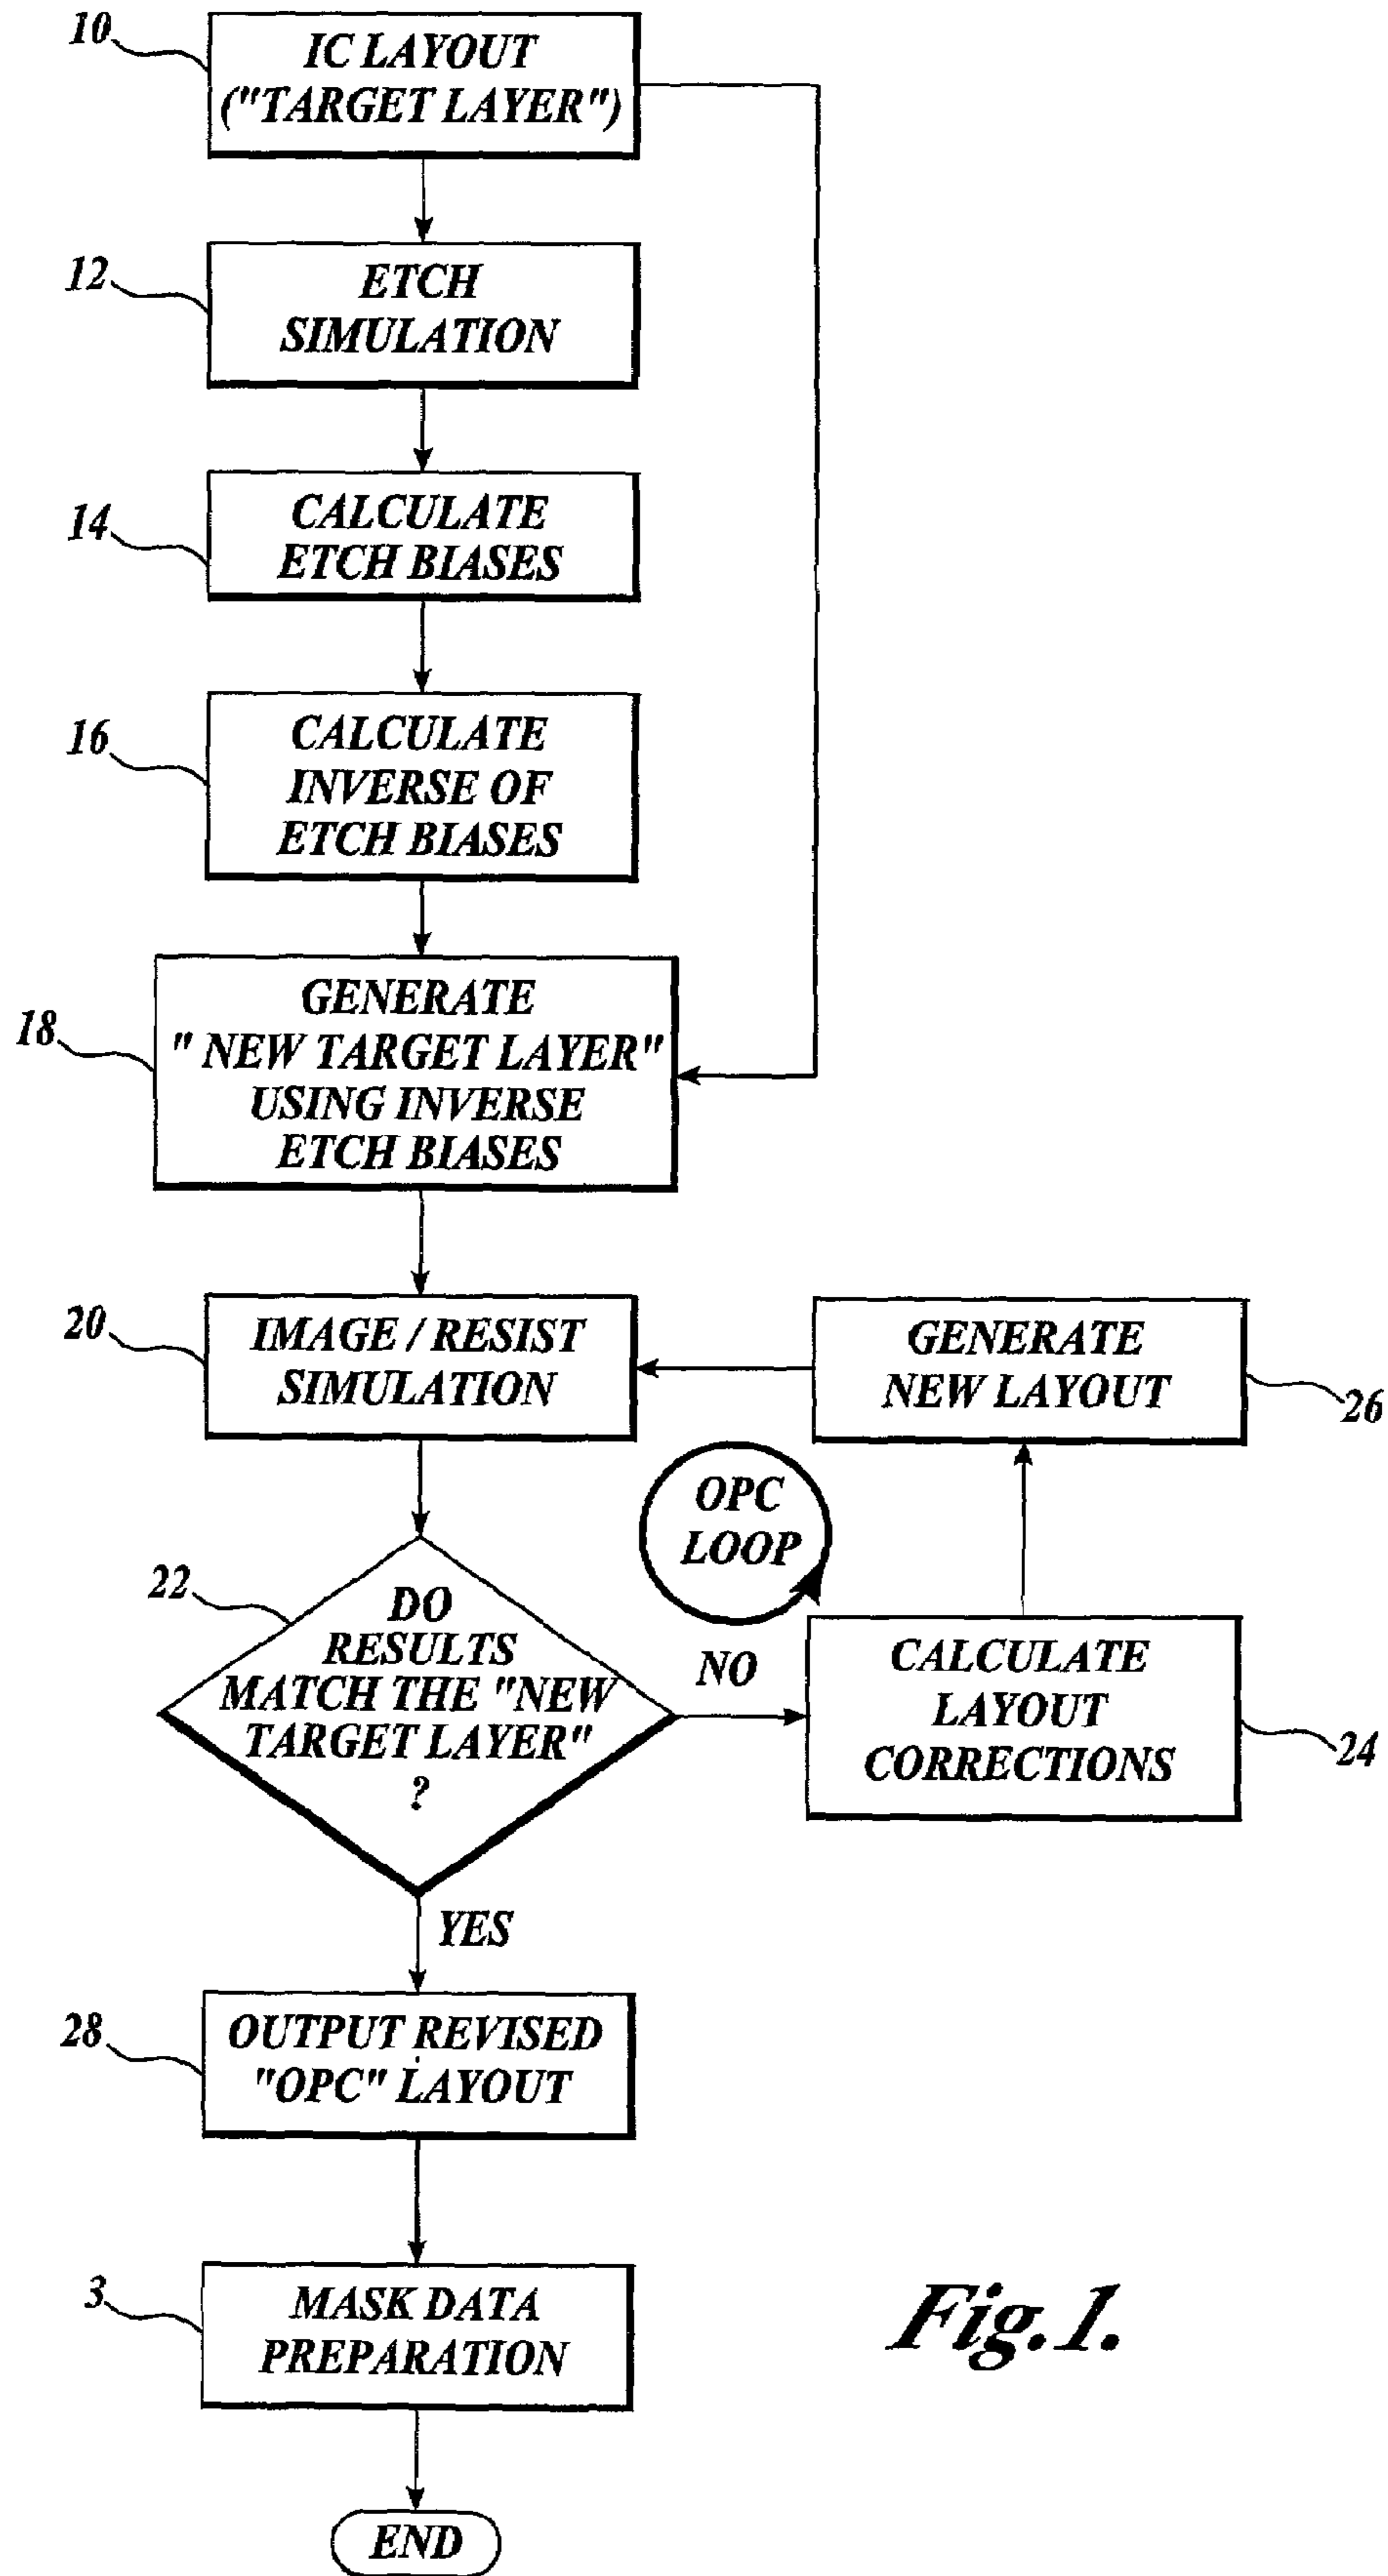 10
IC LAYOUT
("TARGET LAYER")
12
ETCH
SIMULATION
14
CALCULATE
ETCH BIASES
16
CALCULATE
INVERSE OF
ETCH BIASES
18
GENERATE
" NEW TARGET LAYER"
USING INVERSE
ETCH BIASES
20
IMAGE / RESIST
SIMULATION
GENERATE
NEW LAYOUT
26
OPC
LOOP
22
DO
RESULTS
MATCH THE "NEW
TARGET LAYER"
?
NO
CALCULATE
LAYOUT
CORRECTIONS
24
YES
28
OUTPUT REVISED
"OPC" LAYOUT
3
MASK DATA
PREPARATION
Fig.1.
END